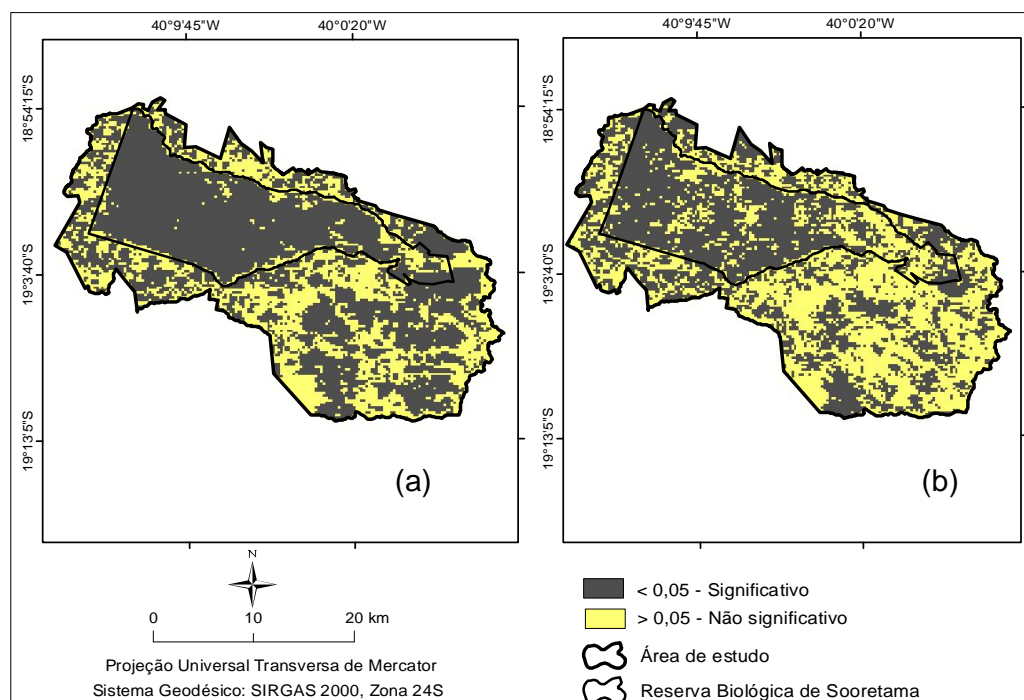 40°9'45"W 40°0'20"W 40°9'45"W 40°0'20"W
18°54'15"S
19°3'40"S
19°13'5"S
18°54'15"S
19°3'40"S
19°13'5"S
(a)
(b)
N
0 10 20 km
Projeção Universal Transversa de Mercator
Sistema Geodésico: SIRGAS 2000, Zona 24S
< 0,05 - Significativo
> 0,05 - Não significativo
Área de estudo
Reserva Biológica de Sooretama